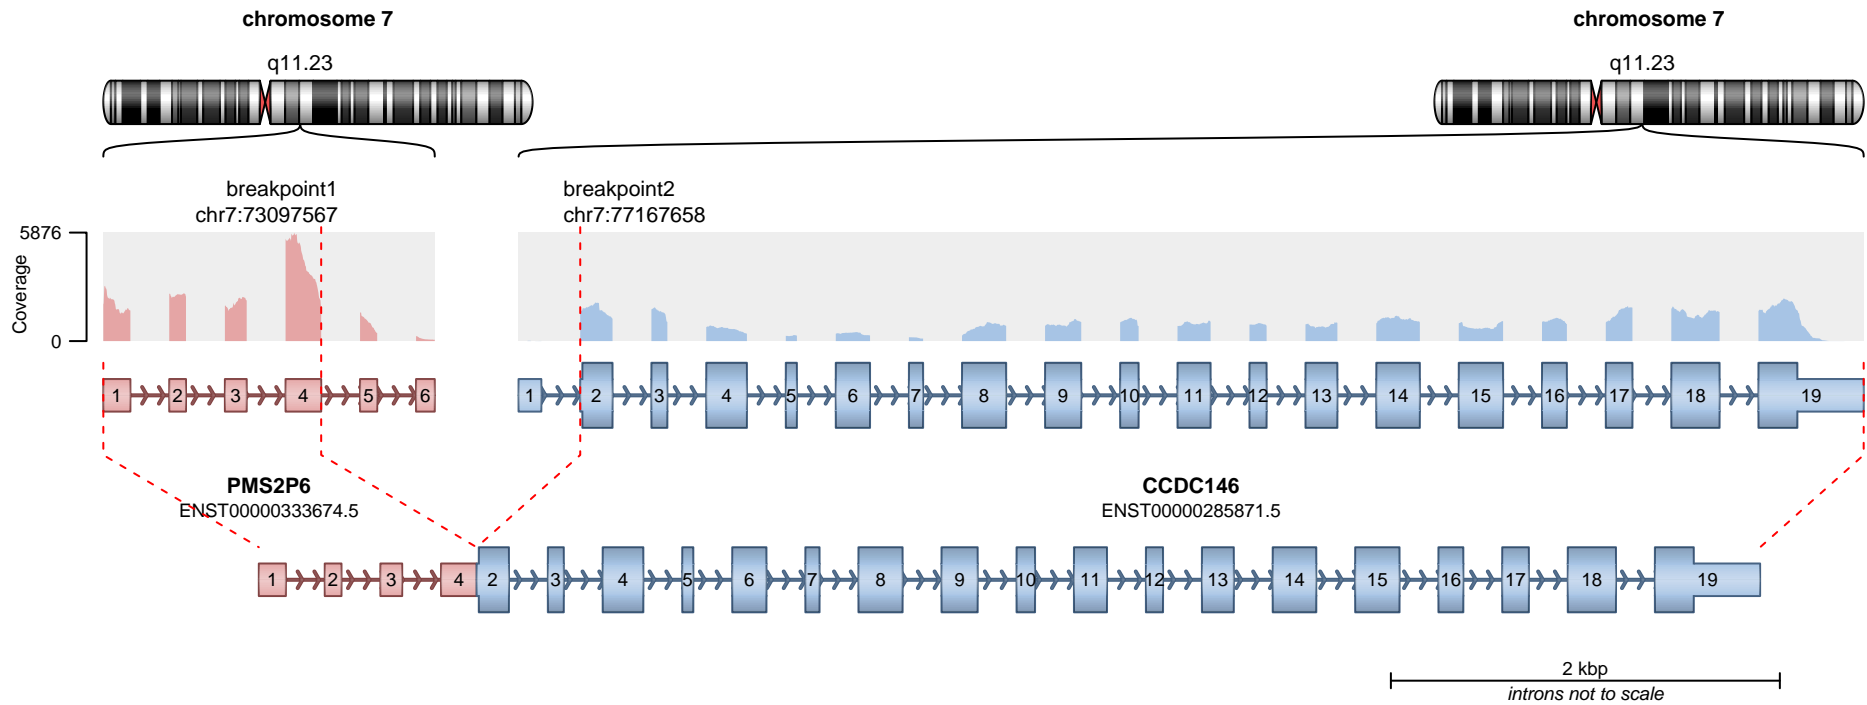 chromosome 7
chromosome 7
q11.23
q11.23
breakpoint1
chr7:73097567
breakpoint2
chr7:77167658
5876
Coverage
0
1 2 3 4 5 6
1 2 3 4 5 6 7 8 9 10 11 12 13 14 15 16 17 18 19
PMS2P6
ENST00000333674.5
CCDC146
ENST00000285871.5
1 2 3 4 2 3 4 5 6 7 8 9 10 11 12 13 14 15 16 17 18 19
2 kbp
introns not to scale